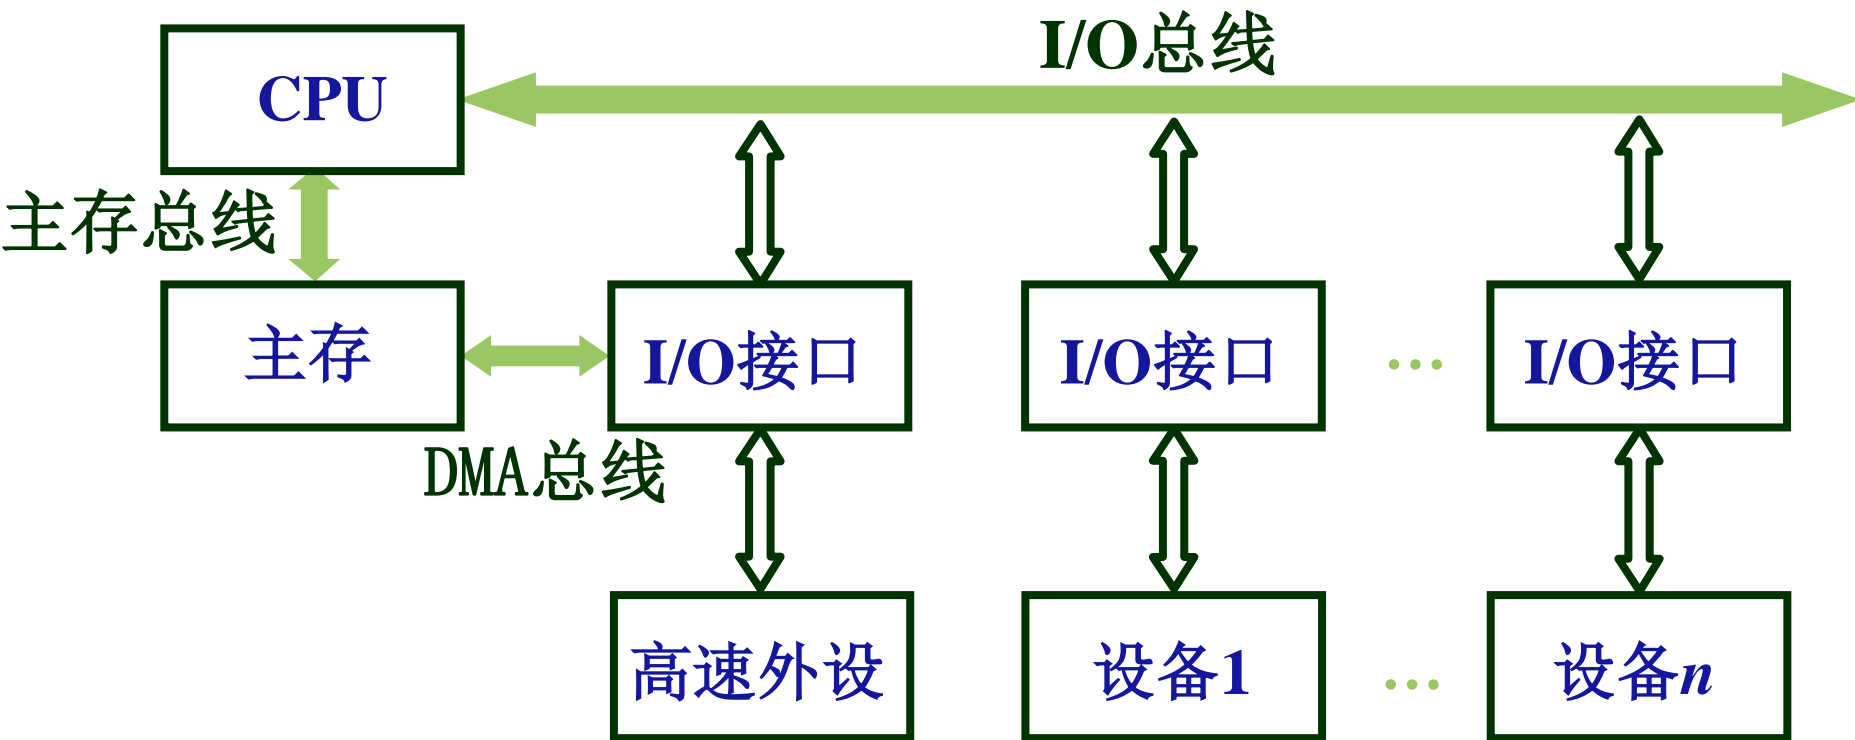 I/O总线
CPU
主存总线
主存
I/O接口
I/O接口
…
I/O接口
DMA总线
高速外设
设备1
…
设备n